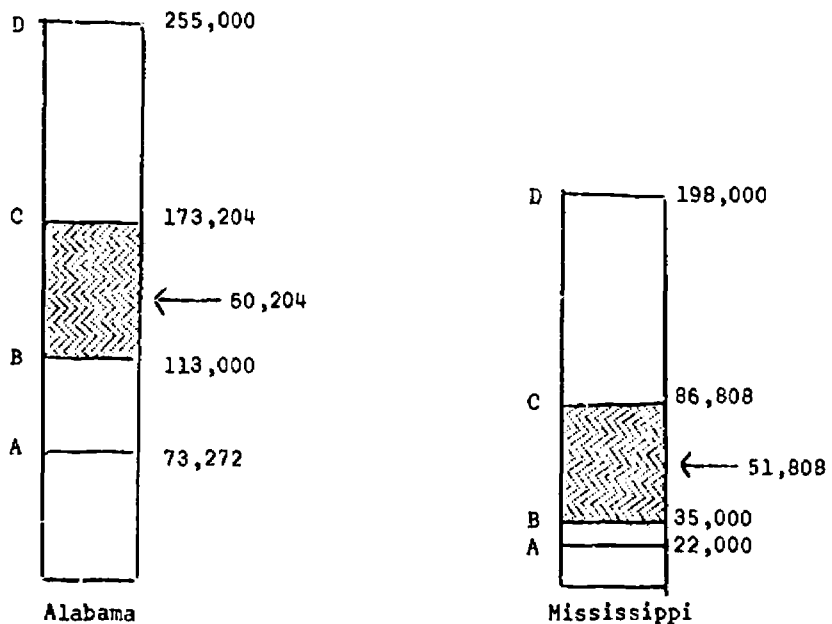 D 255,000
C 173,204
← 60,204
B 113,000
A 73,272
Alabama
D 198,000
C 86,808
← 51,808
B 35,000
A 22,000
Mississippi